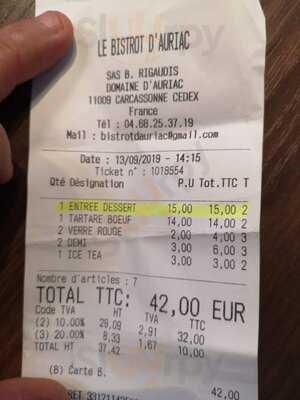 LE BISTROT D'AURIAC
SAS B. RIGAUDIS
DOMAINE D'AURIAC
11009 CARCASSONNE CEDEX
France
Tél : 04.68.25.37.19
Mail : bistrotdauriac@gmail.com
Date : 13/09/2019 - 14:15
Ticket n° : 1018554
Qté Désignation P.U Tot.TTC T
1 ENTREE DESSERT 15,00 15,00 2
1 TARTARE BOEUF 14,00 14,00 2
2 VERRE ROUGE 2,00 4,00 3
2 DEMI 3,00 6,00 3
1 ICE TEA 3,00 3,00 2
Nombre d'articles : 7
TOTAL TTC: 42,00 EUR
Code TVA HT TVA TTC
(2) 10.00% 29,09 2,91 32,00
(3) 20.00% 8,33 1,67 10,00
TOTAL HT 37,42
(B) Carte B. 42,00